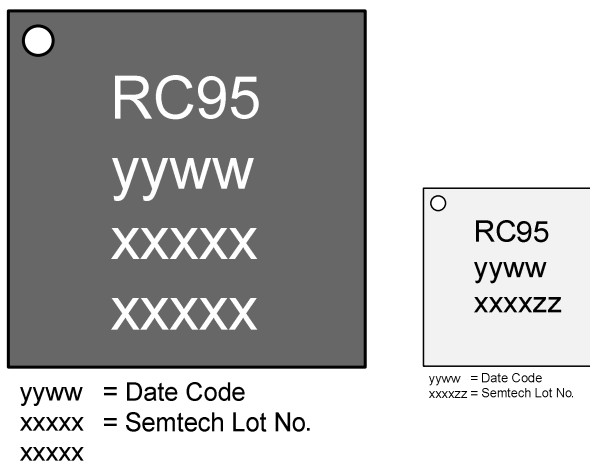 RC95
yyww
xxxxx
xxxxx
yyww = Date Code
xxxxx = Semtech Lot No.
xxxxx
RC95
yyww
xxxxzz
yyww = Date Code
xxxxzz = Semtech Lot No.